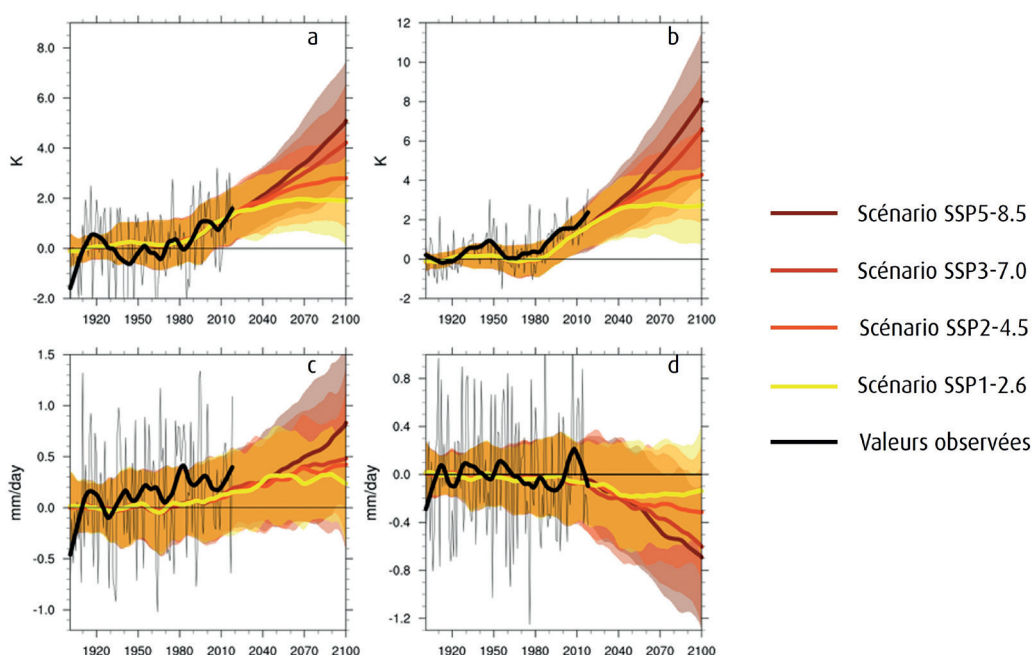 a
8.0
6.0
4.0
2.0
0.0
-2.0
K
1920 1950 1980 2010 2040 2070 2100
b
12
10
8
6
4
2
0
-2
K
1920 1950 1980 2010 2040 2070 2100
c
1.5
1.0
0.5
0.0
0.5
-1.0
mm/day
1920 1950 1980 2010 2040 2070 2100
d
0.8
0.4
0.0
-0.4
-0.8
-1.2
mm/day
1920 1950 1980 2010 2040 2070 2100
Scénario SSP5-8.5
Scénario SSP3-7.0
Scénario SSP2-4.5
Scénario SSP1-2.6
Valeurs observées